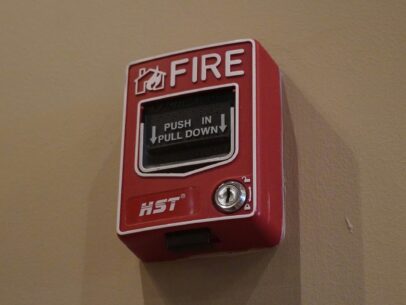 FIRE
PUSH IN
PULL DOWN
HST®